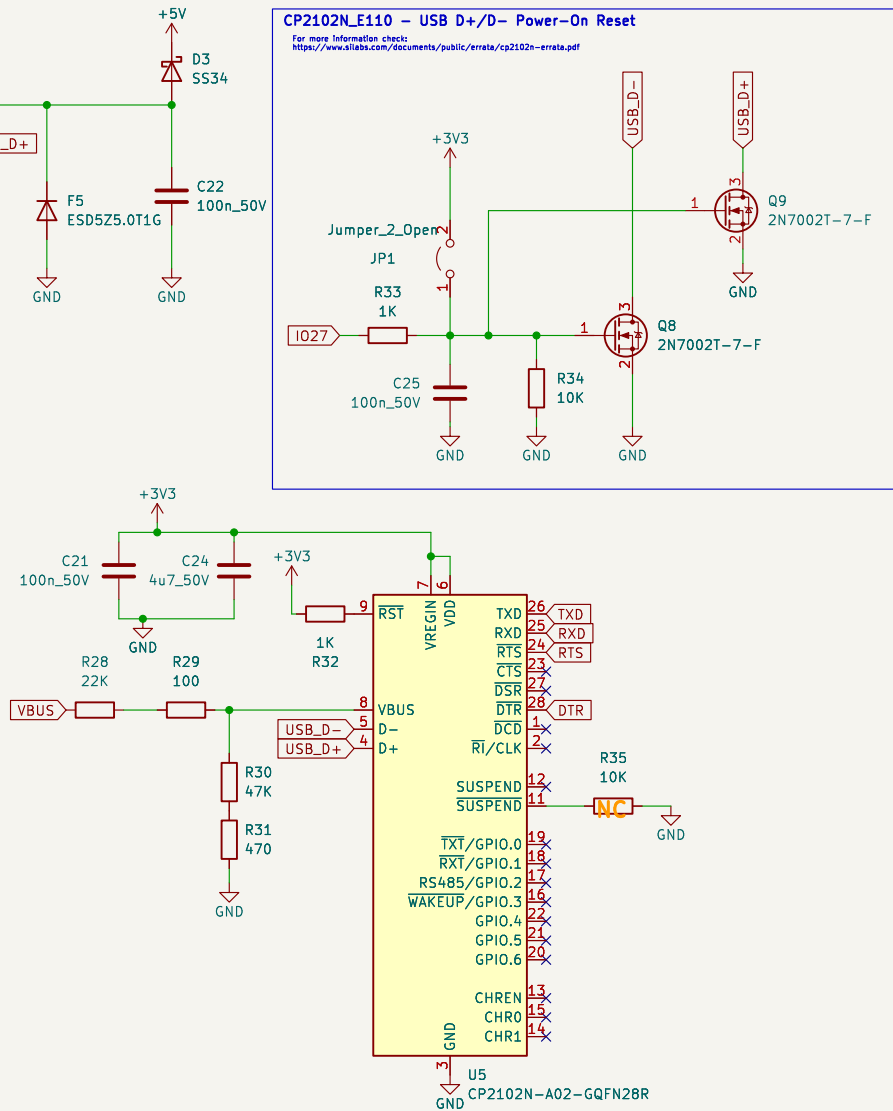 +5V
D3
SS34
_D+
F5
ESD5Z5.0T1G
C22
100n_50V
GND
GND
CP2102N_E110 - USB D+/D- Power-On Reset
For more information check:
https://www.silabs.com/documents/public/errata/cp2102n-errata.pdf
USB_D-
USB_D+
+3V3
2
Jumper_2_Open
JP1
1
R33
1K
IO27
C25
100n_50V
GND
R34
10K
GND
1
3
2
Q8
2N7002T-7-F
GND
1
3
2
Q9
2N7002T-7-F
GND
+3V3
C21
100n_50V
C24
4u7_50V
GND
+3V3
1K
R32
R28
22K
R29
100
VBUS
R30
47K
R31
470
GND
USB_D-
USB_D+
7
6
VREGIN
VDD
9
RST
8
VBUS
5
D-
4
D+
TXD
26
TXD
RXD
25
RXD
RTS
24
RTS
CTS
23
DSR
27
DTR
28
DTR
DCD
1
RI/CLK
2
SUSPEND
12
SUSPEND
11
R35
10K
NC
GND
TXT/GPIO.0
19
RXT/GPIO.1
18
RS485/GPIO.2
17
WAKEUP/GPIO.3
16
GPIO.4
22
GPIO.5
21
GPIO.6
20
CHREN
13
CHR0
15
CHR1
14
GND
3
U5
CP2102N-A02-GQFN28R
GND